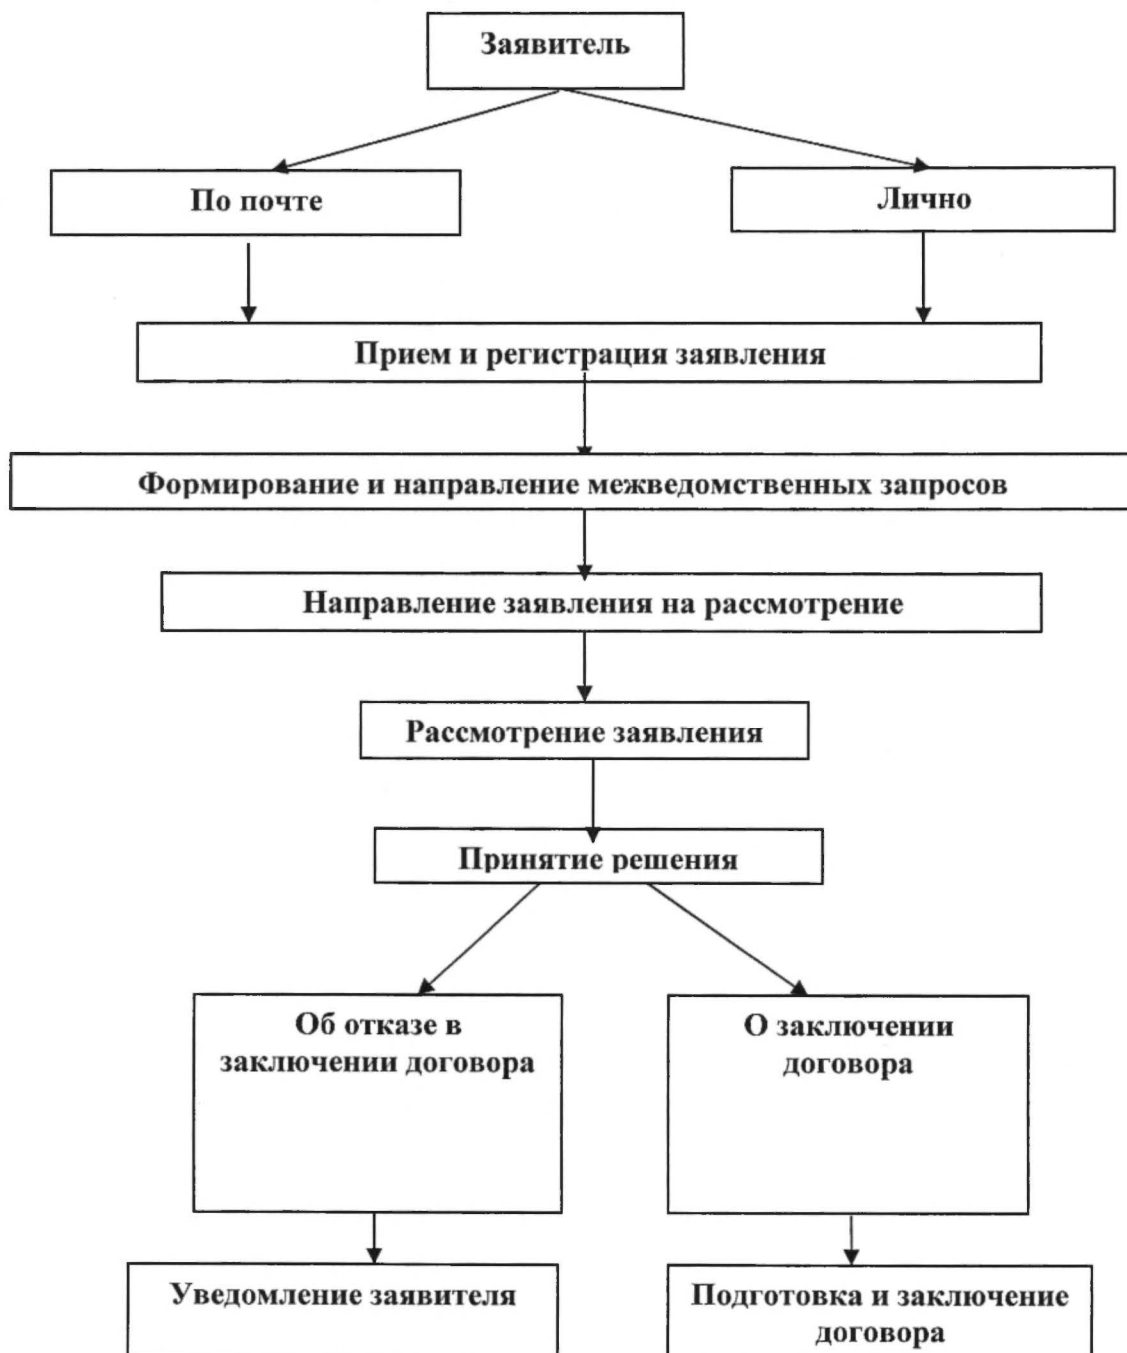 Заявитель
По почте
Лично
Прием и регистрация заявления
Формирование и направление межведомственных запросов
Направление заявления на рассмотрение
Рассмотрение заявления
Принятие решения
Об отказе в
заключении договора
О заключении
договора
Уведомление заявителя
Подготовка и заключение
договора